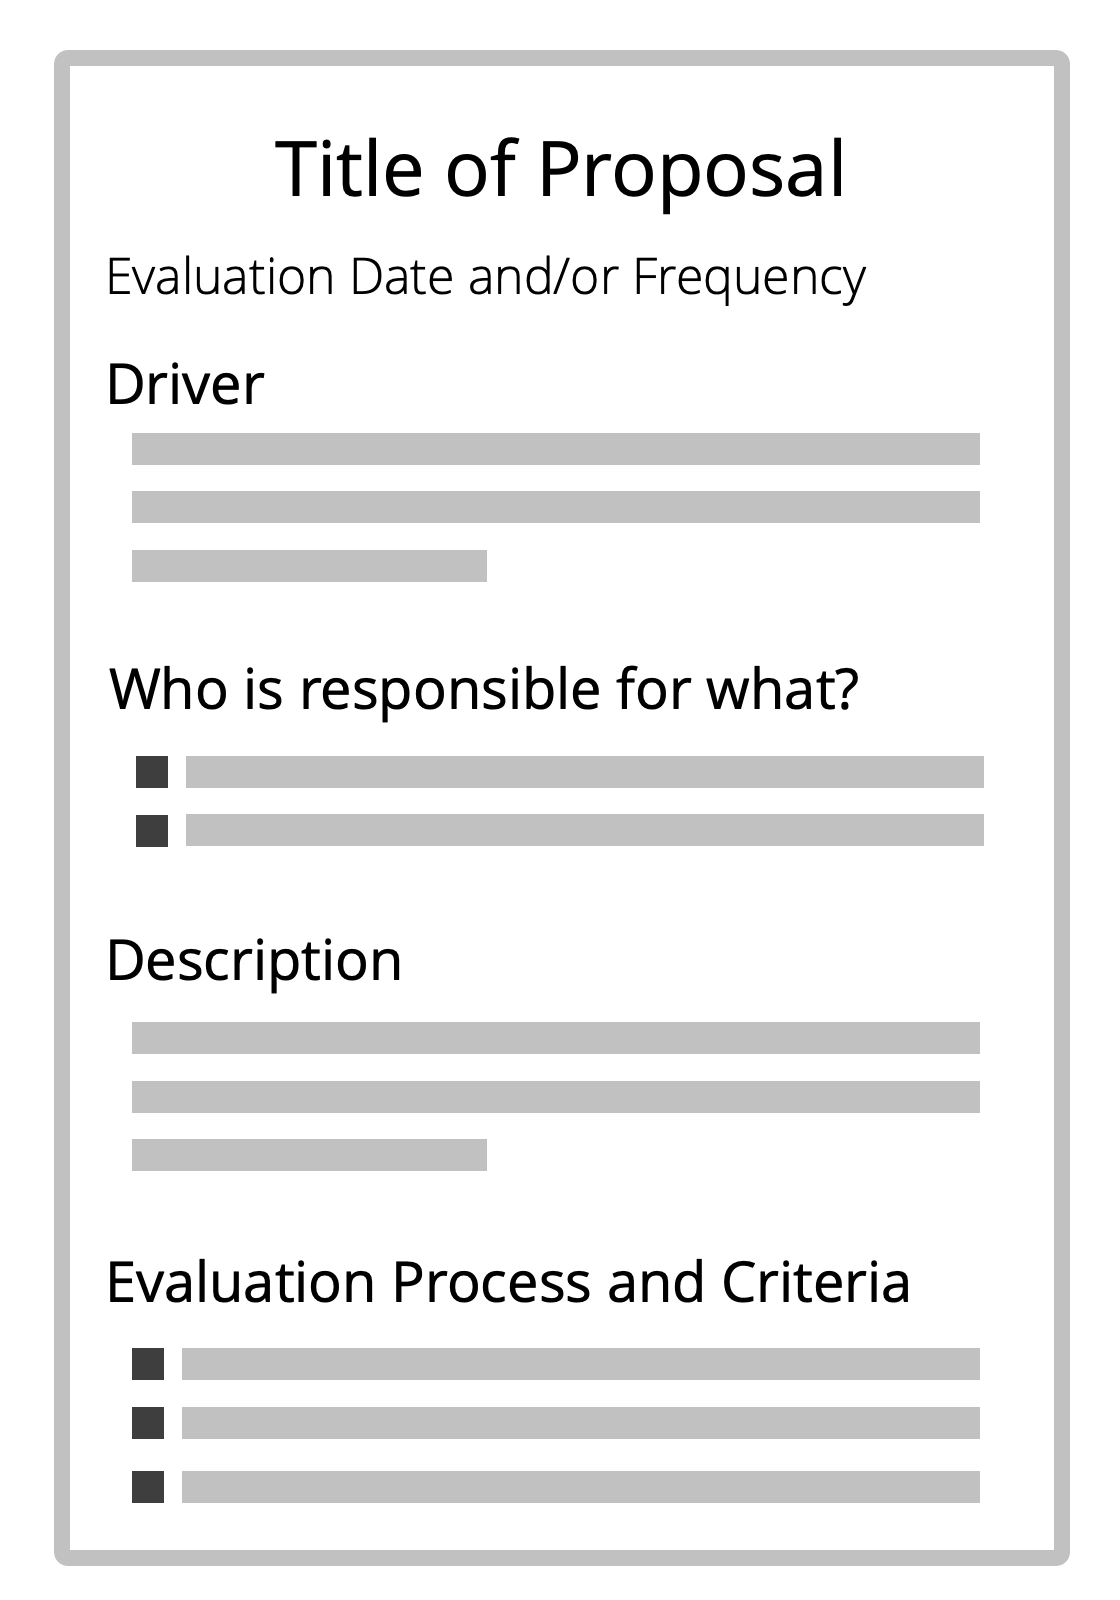 Title of Proposal
Evaluation Date and/or Frequency
Driver
Who is responsible for what?
Description
Evaluation Process and Criteria